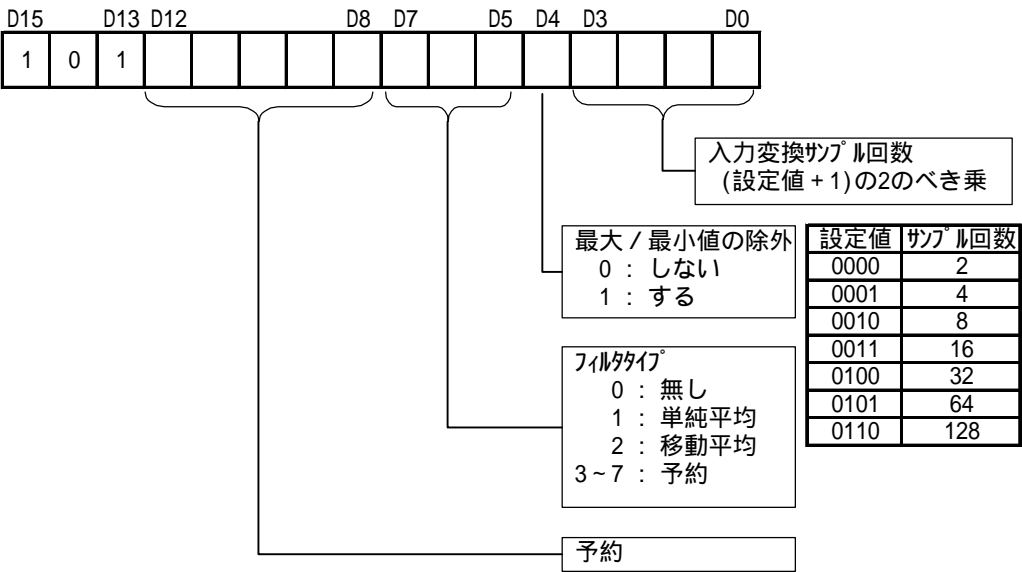 D15 D13 D12 D8 D7 D5 D4 D3 D0
1 0 1
入力変換ｻﾝﾌﾟﾙ回数
(設定値+1)の2のべき乗
最大/最小値の除外
0 : しない
1 : する
設定値 ｻﾝﾌﾟﾙ回数
0000 2
0001 4
0010 8
0011 16
0100 32
0101 64
0110 128
ﾌｨﾙﾀﾀｲﾌﾟ
0 : 無し
1 : 単純平均
2 : 移動平均
3~7 : 予約
予約